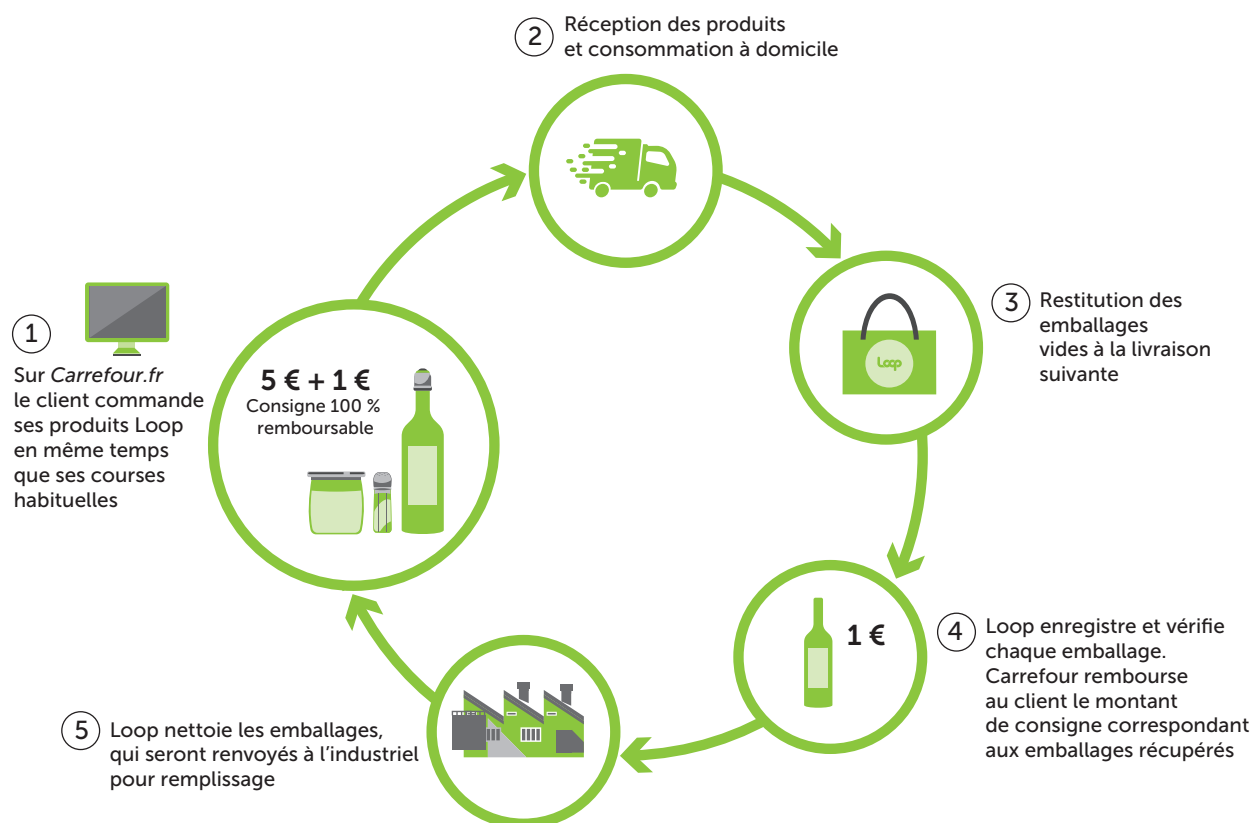 2
Réception des produits
et consommation à domicile
1
Sur Carrefour.fr
le client commande
ses produits Loop
en même temps
que ses courses
habituelles
5 € + 1 €
Consigne 100 %
remboursable
Loop
3
Restitution des
emballages
vides à la livraison
suivante
1 €
4
Loop enregistre et vérifie
chaque emballage.
Carrefour rembourse
au client le montant
de consigne correspondant
aux emballages récupérés
5
Loop nettoie les emballages,
qui seront renvoyés à l’industriel
pour remplissage